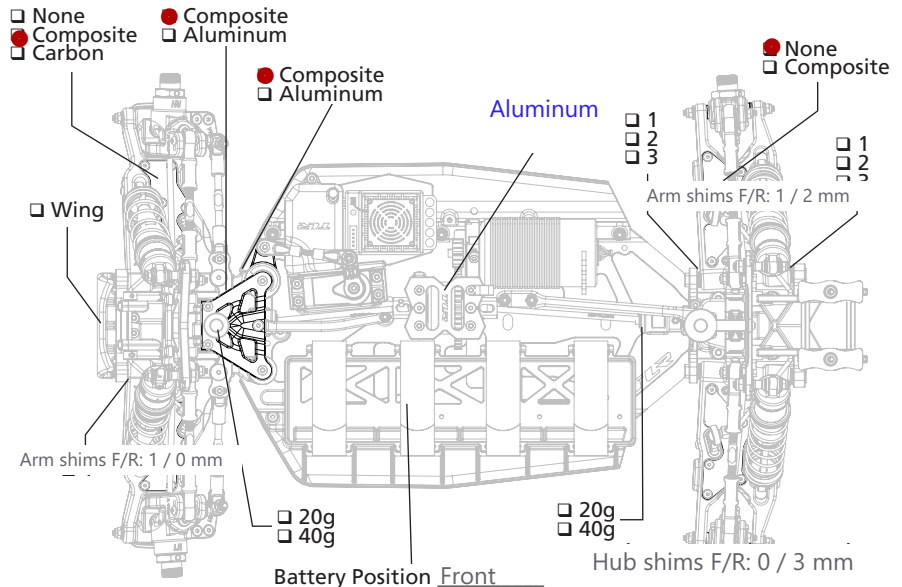 ❑ None
❑ Composite
❑ Carbon
❑ Composite
❑ Aluminum
❑ Composite
❑ Aluminum
Aluminum
❑ None
❑ Composite
❑ 1
❑ 2
❑ 3
❑ 1
❑ 2
Arm shims F/R: 1 / 2 mm
❑ Wing
TLR
Arm shims F/R: 1 / 0 mm
❑ 20g
❑ 40g
❑ 20g
❑ 40g
Hub shims F/R: 0 / 3 mm
Battery Position Front